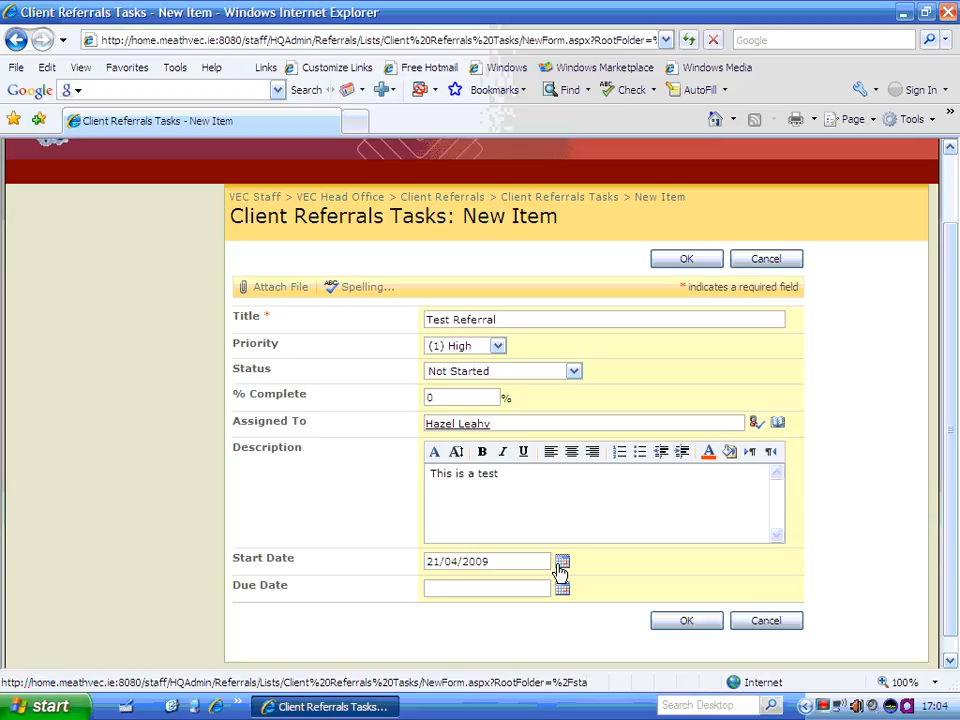 Client Referrals Tasks - New Item - Windows Internet Explorer
http://home.meathvec.ie:8080/staff/HQAdmin/Referrals/Lists/Client%20Referrals%20Tasks/NewForm.aspx?RootFolder=%
Google
File Edit View Favorites Tools Help Links Customize Links Free Hotmail Windows Windows Marketplace Windows Media
Google Search Bookmarks Find Check AutoFill Sign In
Client Referrals Tasks - New Item Page Tools
VEC Staff > VEC Head Office > Client Referrals > Client Referrals Tasks > New Item
Client Referrals Tasks: New Item
OK Cancel
Attach File Spelling... * indicates a required field
Title * Test Referral
Priority (1) High
Status Not Started
% Complete 0 %
Assigned To Hazel Leahy
Description
This is a test
Start Date 21/04/2009
Due Date
OK Cancel
http://home.meathvec.ie:8080/staff/HQAdmin/Referrals/Lists/Client%20Referrals%20Tasks/NewForm.aspx?RootFolder=%2Fsta Internet 100%
start Client Referrals Tasks... Search Desktop 17:04